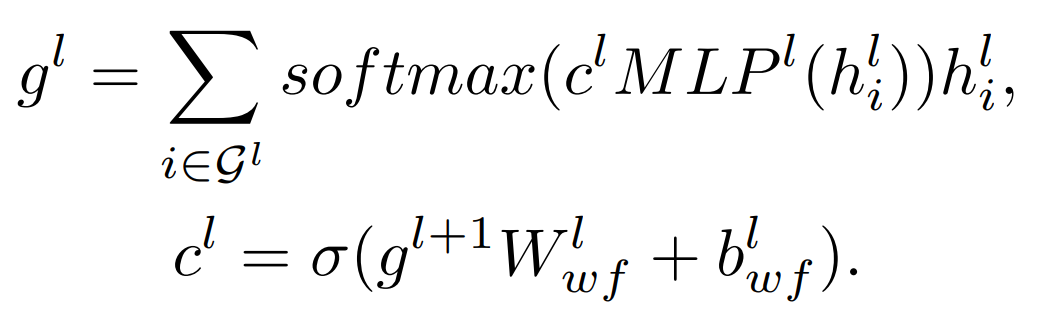 g^l = \sum_{i \in \mathcal{G}^l} softmax(c^l MLP^l(h_i^l))h_i^l,
c^l = \sigma(g^{l+1} W_{wf}^l + b_{wf}^l).